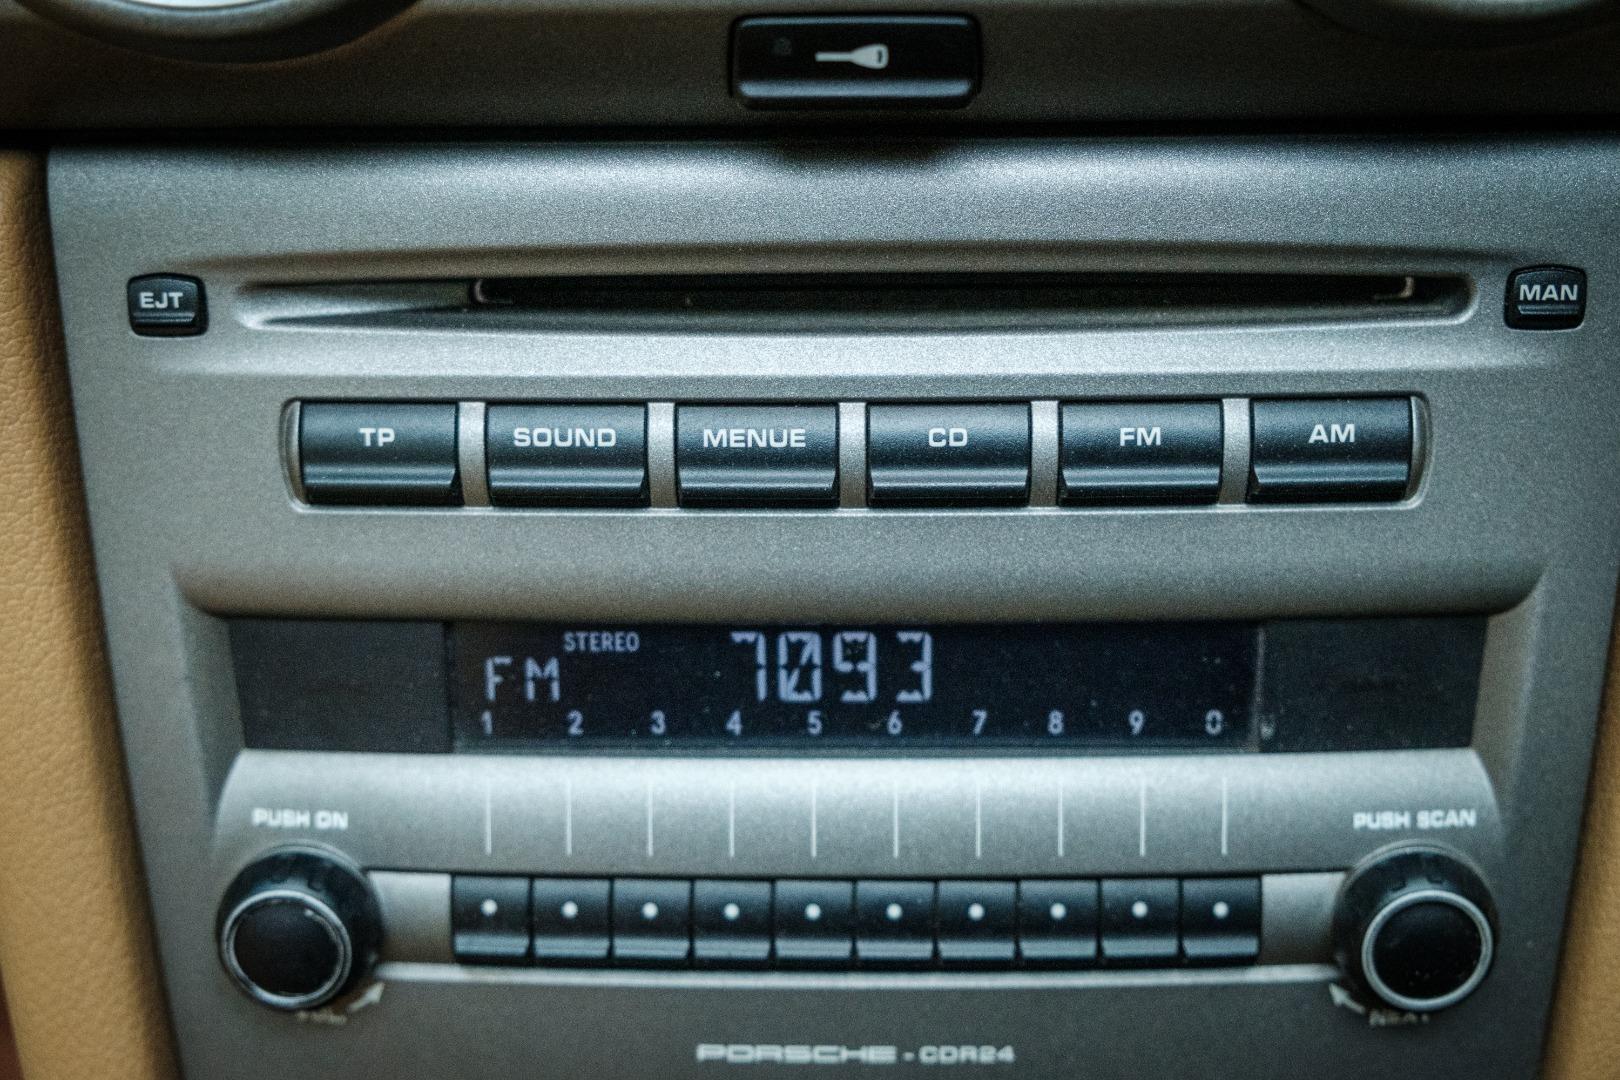 EJT
MAN
TP SOUND MENUE CD FM AM
STEREO
FM 7093
1 2 3 4 5 6 7 8 9 0
PUSH ON
PUSH SCAN
PORSCHE - CDR24